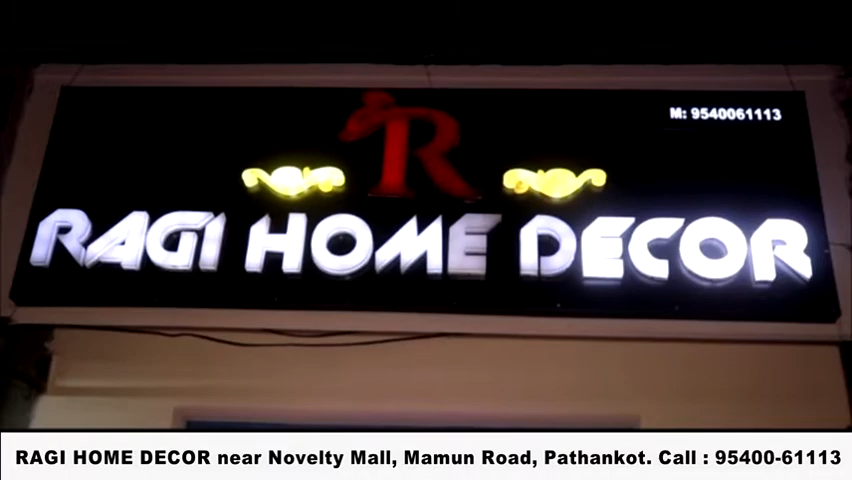 R
M: 9540061113
RAGI HOME DECOR
RAGI HOME DECOR near Novelty Mall, Mamun Road, Pathankot. Call : 95400-61113